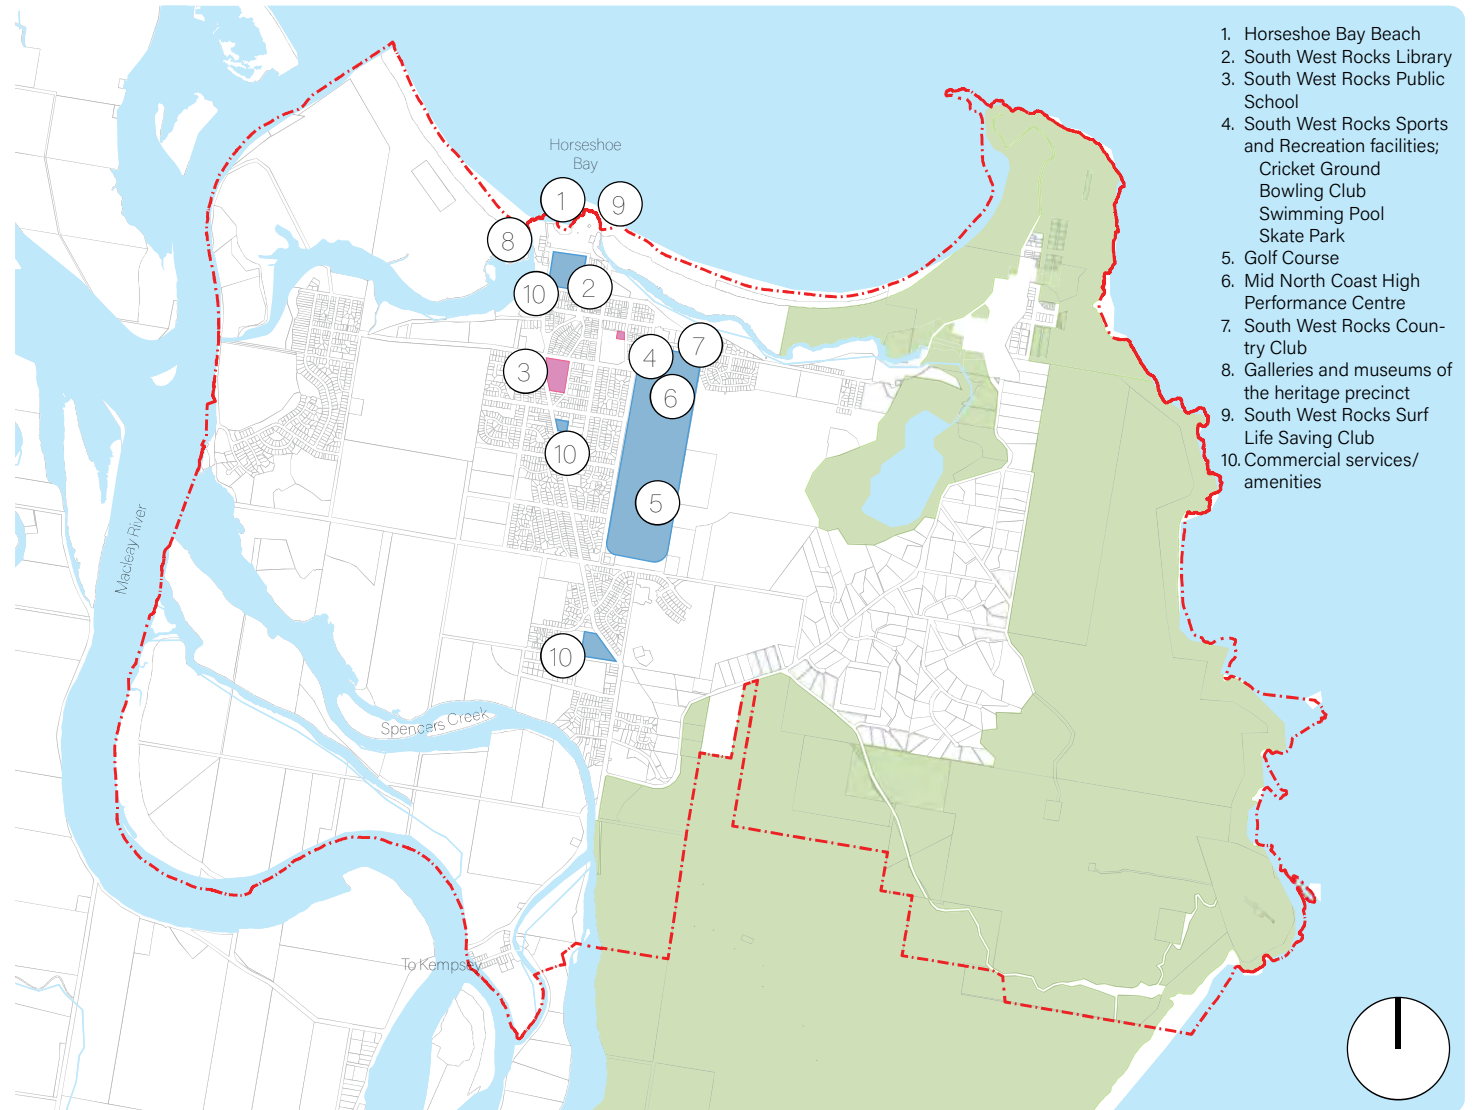 1. Horseshoe Bay Beach
2. South West Rocks Library
3. South West Rocks Public
School
4. South West Rocks Sports
and Recreation facilities;
Cricket Ground
Bowling Club
Swimming Pool
Skate Park
5. Golf Course
6. Mid North Coast High
Performance Centre
7. South West Rocks Coun-
try Club
8. Galleries and museums of
the heritage precinct
9. South West Rocks Surf
Life Saving Club
10. Commercial services/
amenities
Horseshoe
Bay
1
9
8
10
2
7
4
3
6
10
5
Macleay River
10
Spencers Creek
To Kempsey